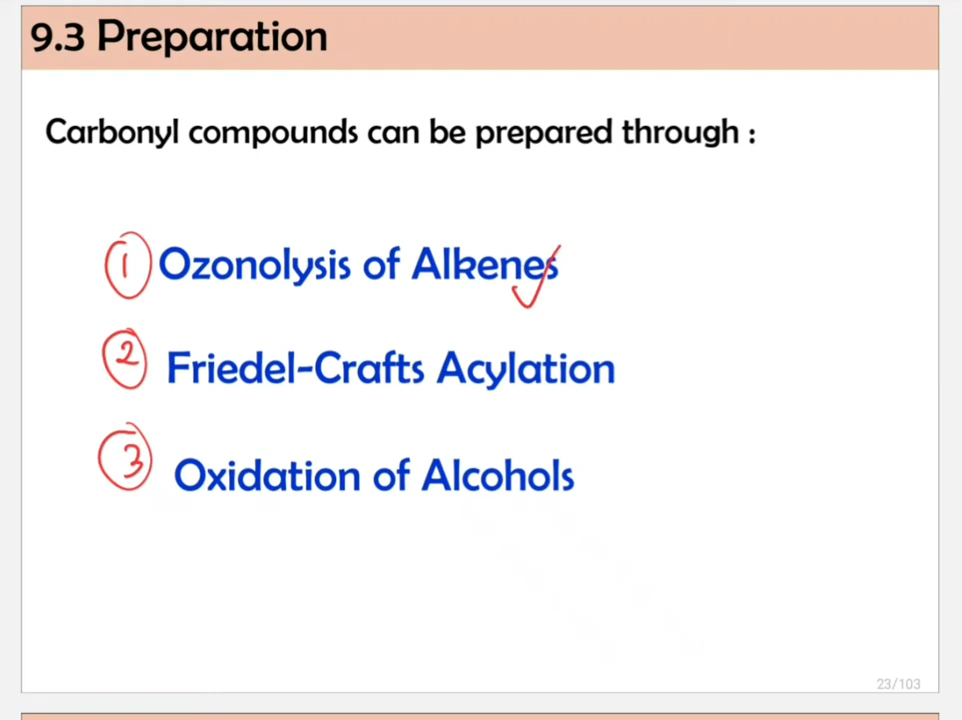 9.3 Preparation
Carbonyl compounds can be prepared through :
1 Ozonolysis of Alkenes
2 Friedel-Crafts Acylation
3 Oxidation of Alcohols
23/103